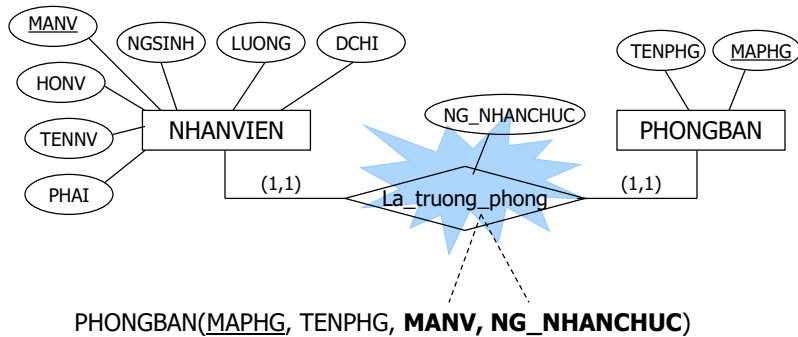 MANV
NGSINH
LUONG
DCHI
TENPHG
MAPHG
HONV
NG_NHANCHUC
NHANVIEN
PHONGBAN
TENNV
PHAI
(1,1)
La_truong_phong
(1,1)
PHONGBAN(MAPHG, TENPHG, MANV, NG_NHANCHUC)